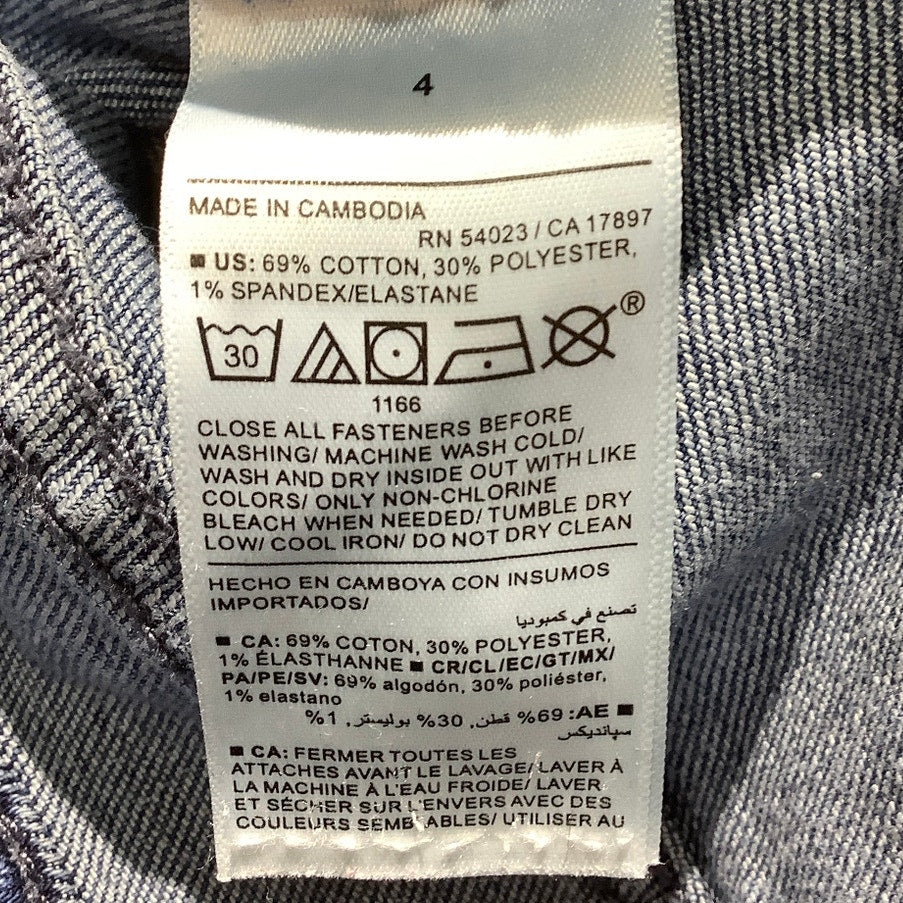 4
MADE IN CAMBODIA
RN 54023 / CA 17897
■ US: 69% COTTON, 30% POLYESTER,
1% SPANDEX/ELASTANE
30
®
1166
CLOSE ALL FASTENERS BEFORE
WASHING/ MACHINE WASH COLD/
WASH AND DRY INSIDE OUT WITH LIKE
COLORS/ ONLY NON-CHLORINE
BLEACH WHEN NEEDED/ TUMBLE DRY
LOW/ COOL IRON/ DO NOT DRY CLEAN
HECHO EN CAMBOYA CON INSUMOS
IMPORTADOS/
تصنع في كمبوديا
■ CA: 69% COTON, 30% POLYESTER,
1% ÉLASTHANNE ■ CR/CL/EC/GT/MX/
PA/PE/SV: 69% algodón, 30% poliéster,
1% elastano
■ AE: 69% قطن, 30% بوليستر, 1%
سپانديكس
■ CA: FERMER TOUTES LES
ATTACHES AVANT LE LAVAGE/ LAVER À
LA MACHINE À L'EAU FROIDE/ LAVER
ET SÉCHER SUR L'ENVERS AVEC DES
COULEURS SEMBLABLES/ UTILISER AU